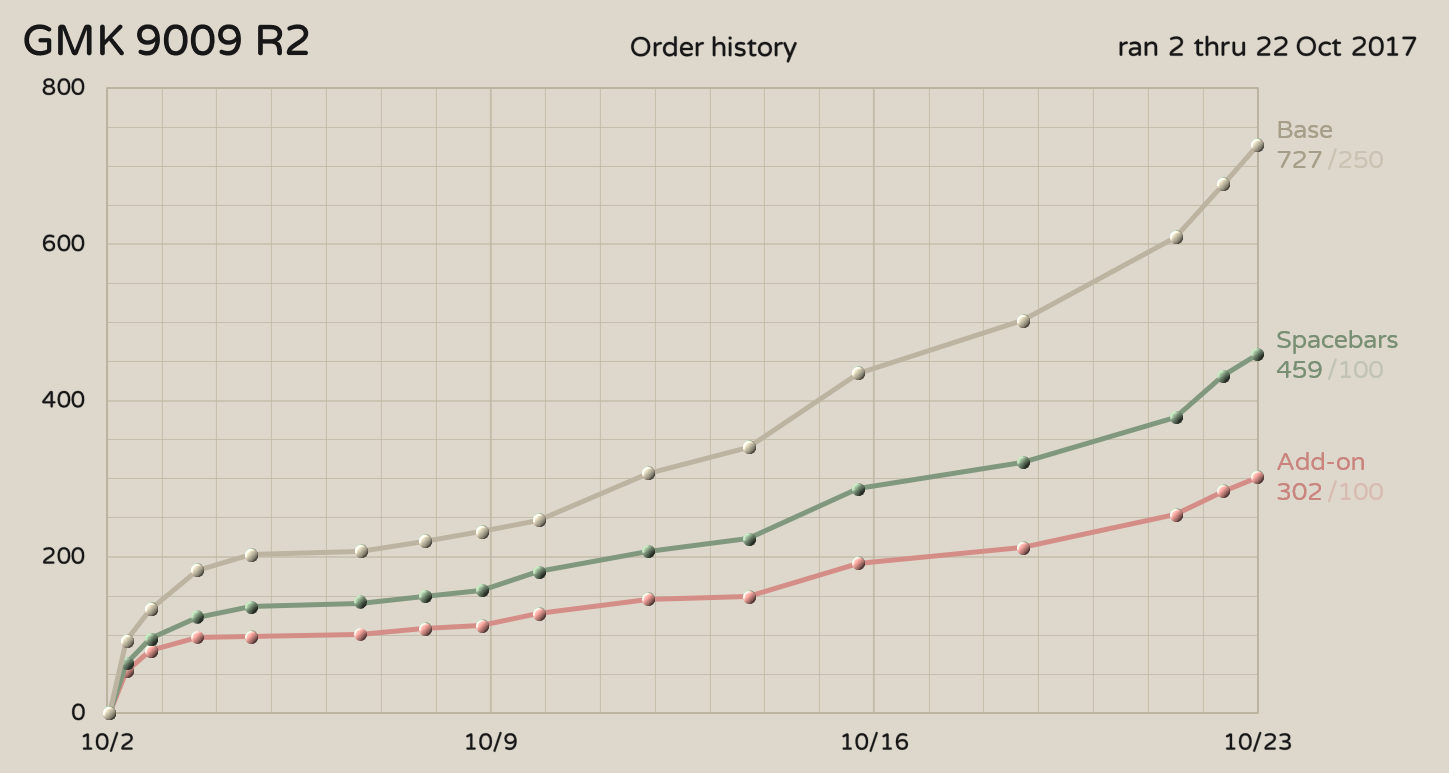 GMK 9009 R2
Order history
ran 2 thru 22 Oct 2017
800
600
400
200
0
10/2
10/9
10/16
10/23
Base
727 /250
Spacebars
459 /100
Add-on
302 /100